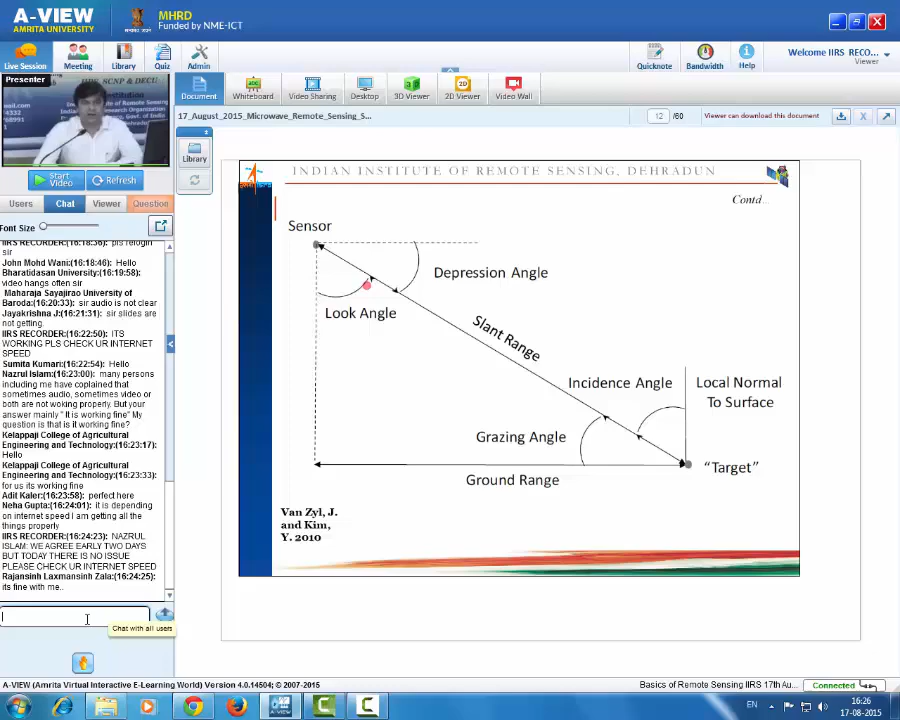 A-VIEW
AMRITA UNIVERSITY
MHRD
Funded by NME-ICT
Live Session
Meeting
Library
Quiz
Admin
Quicknote
Bandwidth
Help
Welcome IIRS RECO...
Viewer
Presenter
Document
Whiteboard
Video Sharing
Desktop
3D Viewer
2D Viewer
Video Wall
17_August_2015_Microwave_Remote_Sensing_S...
12
/60
Viewer can download this document
Start
Video
Refresh
Users
Chat
Viewer
Question
Font Size
Library
IIRS RECORDER:(16:18:36): pls relogin
sir
John Mohd Wani:(16:18:46): Hello
Bharatidasan University:(16:19:58):
video hangs often sir
Maharaja Sayajirao University of
Baroda:(16:20:33): sir audio is not clear
Jayakrishna J:(16:21:31): sir slides are
not getting.
IIRS RECORDER:(16:22:50): ITS
WORKING PLS CHECK UR INTERNET
SPEED
Sumita Kumari:(16:22:54): Hello
Nazrul Islam:(16:23:00): many persons
including me have coplained that
sometimes audio, sometimes video or
both are not woking properly. But your
answer mainly " It is working fine" My
question is that is it working fine?
Kelappaji College of Agricultural
Engineering and Technology:(16:23:17):
Hello
Kelappaji College of Agricultural
Engineering and Technology:(16:23:33):
for us its working fine
Adit Kaler:(16:23:58): perfect here
Neha Gupta:(16:24:01): it is depending
on internet speed I am getting all the
things properly
IIRS RECORDER:(16:24:23): NAZRUL
ISLAM: WE AGREE EARLY TWO DAYS
BUT TODAY THERE IS NO ISSUE
PLEASE CHECK UR INTERNET SPEED
Rajansinh Laxmansinh Zala:(16:24:25):
its fine with me..
Chat with all users
INDIAN INSTITUTE OF REMOTE SENSING, DEHRADUN
Contd...
Sensor
Depression Angle
Look Angle
Slant Range
Incidence Angle
Local Normal
To Surface
Grazing Angle
"Target"
Ground Range
Van Zyl, J.
and Kim,
Y. 2010
A-VIEW (Amrita Virtual Interactive E-Learning World) Version 4.0.14504; © 2007-2015
Basics of Remote Sensing IIRS 17th Au...
Connected
EN
16:26
17-08-2015